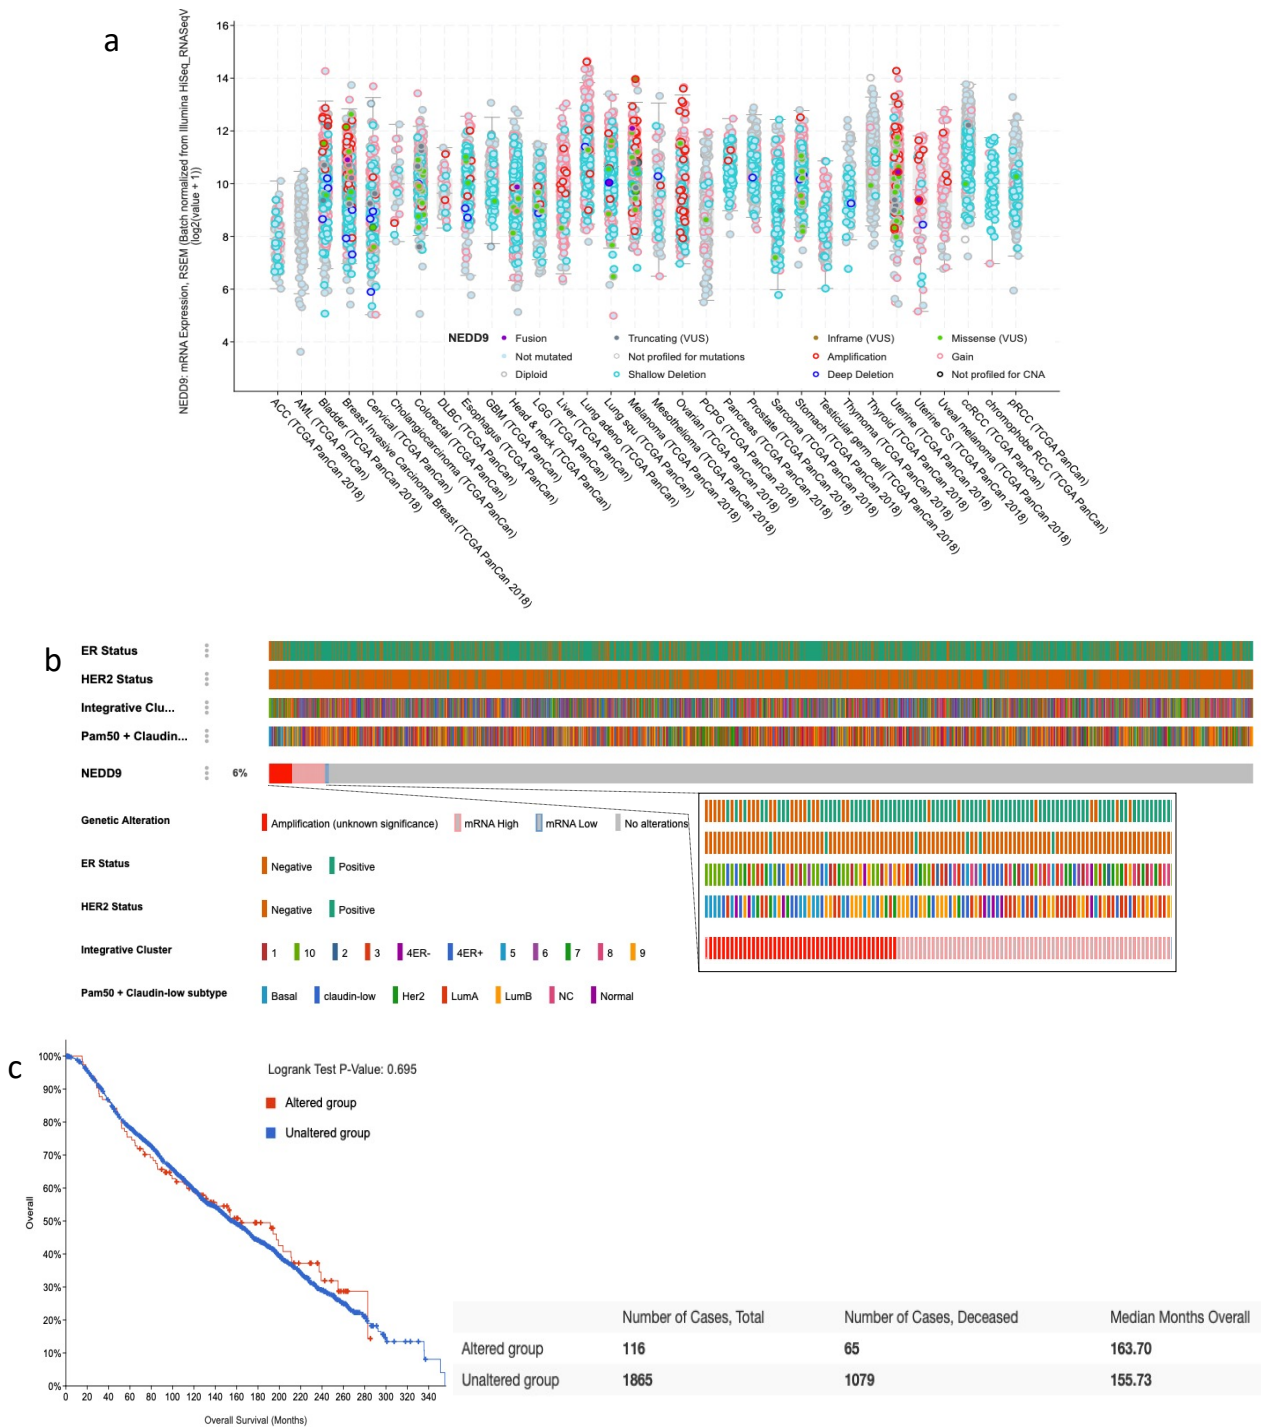 a
NEDD9: mRNA Expression, RSEM (Batch normalized from Illumina HiSeq_RNASeqV
(log2(value + 1))
16
14
12
10
8
6
4
NEDD9
Fusion
Truncating (VUS)
Inframe (VUS)
Missense (VUS)
Not mutated
Not profiled for mutations
Amplification
Gain
Diploid
Shallow Deletion
Deep Deletion
Not profiled for CNA
ACC (TCGA PanCan 2018)
AML (TCGA PanCan)
Bladder (TCGA PanCan 2018)
Breast Invasive Carcinoma Breast (TCGA PanCan 2018)
Cervical (TCGA PanCan)
Cholangiocarcinoma (TCGA PanCan)
Colorectal (TCGA PanCan)
DLBC (TCGA PanCan)
Esophagus (TCGA PanCan)
GBM (TCGA PanCan)
Head & neck (TCGA PanCan)
LGG (TCGA PanCan)
Liver (TCGA PanCan)
Lung adeno (TCGA PanCan)
Lung squ (TCGA PanCan 2018)
Melanoma (TCGA PanCan 2018)
Mesothelioma (TCGA PanCan 2018)
Ovarian (TCGA PanCan 2018)
PCPG (TCGA PanCan 2018)
Pancreas (TCGA PanCan 2018)
Prostate (TCGA PanCan 2018)
Sarcoma (TCGA PanCan 2018)
Stomach (TCGA PanCan 2018)
Testicular germ cell (TCGA PanCan 2018)
Thymoma (TCGA PanCan 2018)
Thyroid (TCGA PanCan 2018)
Uterine (TCGA PanCan 2018)
Uterine CS (TCGA PanCan 2018)
Uveal melanoma (TCGA PanCan 2018)
ccRCC (TCGA PanCan)
chromophobe RCC (TCGA PanCan)
pRCC (TCGA PanCan)
b
ER Status
HER2 Status
Integrative Clu...
Pam50 + Claudin...
NEDD9 6%
Genetic Alteration Amplification (unknown significance) mRNA High mRNA Low No alterations
ER Status Negative Positive
HER2 Status Negative Positive
Integrative Cluster 1 10 2 3 4ER- 4ER+ 5 6 7 8 9
Pam50 + Claudin-low subtype Basal claudin-low Her2 LumA LumB NC Normal
c
Logrank Test P-Value: 0.695
Altered group
Unaltered group
Overall
100%
90%
80%
70%
60%
50%
40%
30%
20%
10%
0%
0 20 40 60 80 100 120 140 160 180 200 220 240 260 280 300 320 340
Overall Survival (Months)
Number of Cases, Total Number of Cases, Deceased Median Months Overall
Altered group 116 65 163.70
Unaltered group 1865 1079 155.73